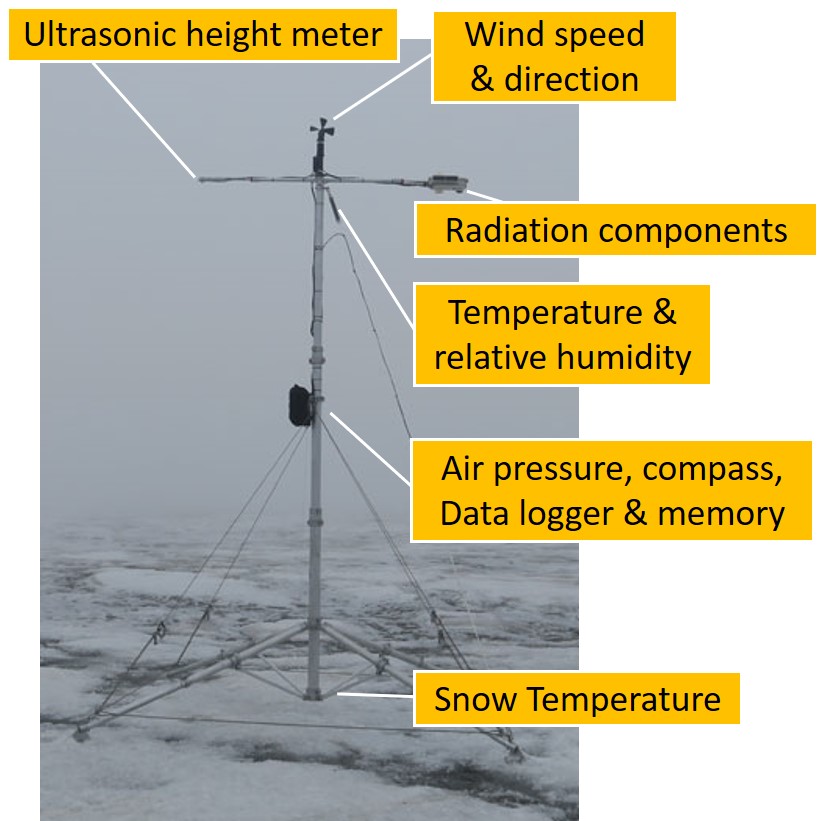 Ultrasonic height meter
Wind speed
& direction
Radiation components
Temperature &
relative humidity
Air pressure, compass,
Data logger & memory
Snow Temperature